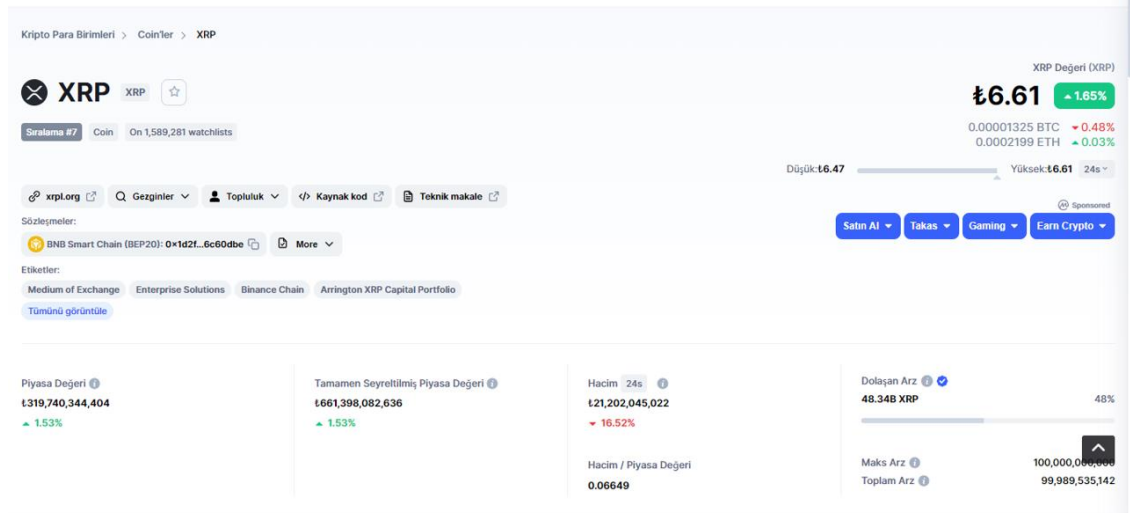 Kripto Para Birimleri > Coin'ler > XRP
XRP Değeri (XRP)
XRP XRP
₺6.61 1.65%
Sıralama #7 Coin On 1,589,281 watchlists
0.00001325 BTC 0.48%
0.0002199 ETH 0.03%
Düşük:₺6.47 Yüksek:₺6.61 24s
xrpl.org Gezginler Topluluk Kaynak kod Teknik makale
Sponsored
Sözleşmeler:
Satın Al Takas Gaming Earn Crypto
BNB Smart Chain (BEP20): 0x1d2f...6c60dbe More
Etiketler:
Medium of Exchange Enterprise Solutions Binance Chain Arrington XRP Capital Portfolio
Tümünü görüntüle
Piyasa Değeri
₺319,740,344,404
1.53%
Tamamen Seyreltilmiş Piyasa Değeri
₺661,398,082,636
1.53%
Hacim 24s
₺21,202,045,022
16.52%
Hacim / Piyasa Değeri
0.06649
Dolaşan Arz
48.34B XRP 48%
Maks Arz 100,000,000,000
Toplam Arz 99,989,535,142